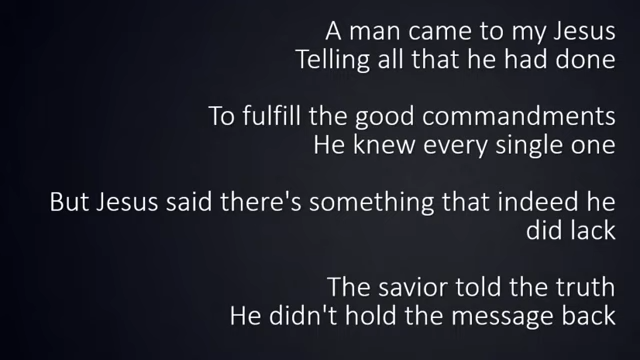 A man came to my Jesus
Telling all that he had done
To fulfill the good commandments
He knew every single one
But Jesus said there's something that indeed he
did lack
The savior told the truth
He didn't hold the message back